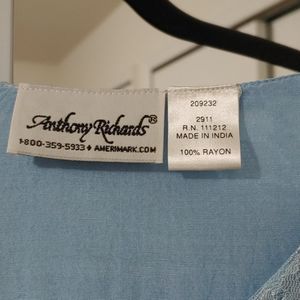 Anthony Richards®
1-800-359-5933 ♦ AMERIMARK.COM
209232
2911
R.N. 111212
MADE IN INDIA
100% RAYON